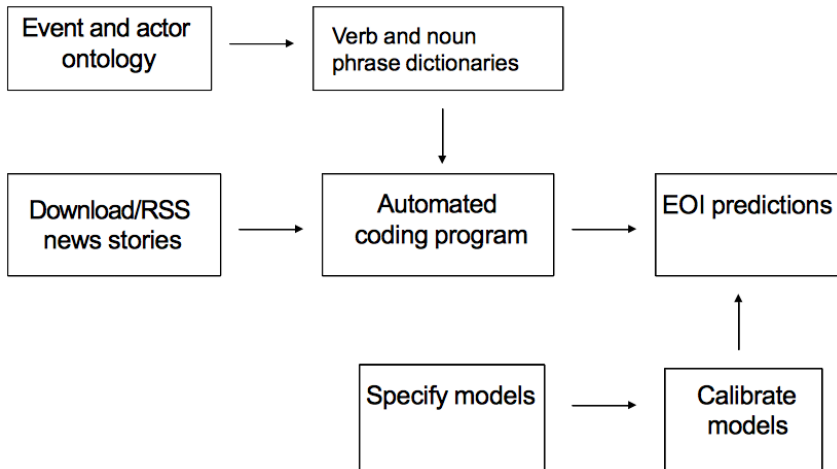 Event and actor
ontology
Verb and noun
phrase dictionaries
Download/RSS
news stories
Automated
coding program
EOI predictions
Specify models
Calibrate
models